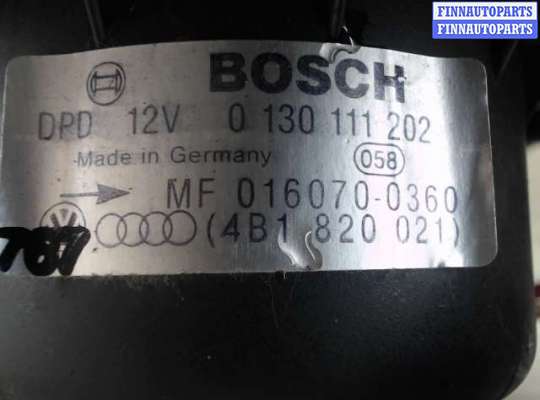 FINNAUTOPARTS
FINNAUTOPARTS
BOSCH
DPD 12V 0 130 111 202
Made in Germany 058
MF 016070-0360
(4B1 820 021)